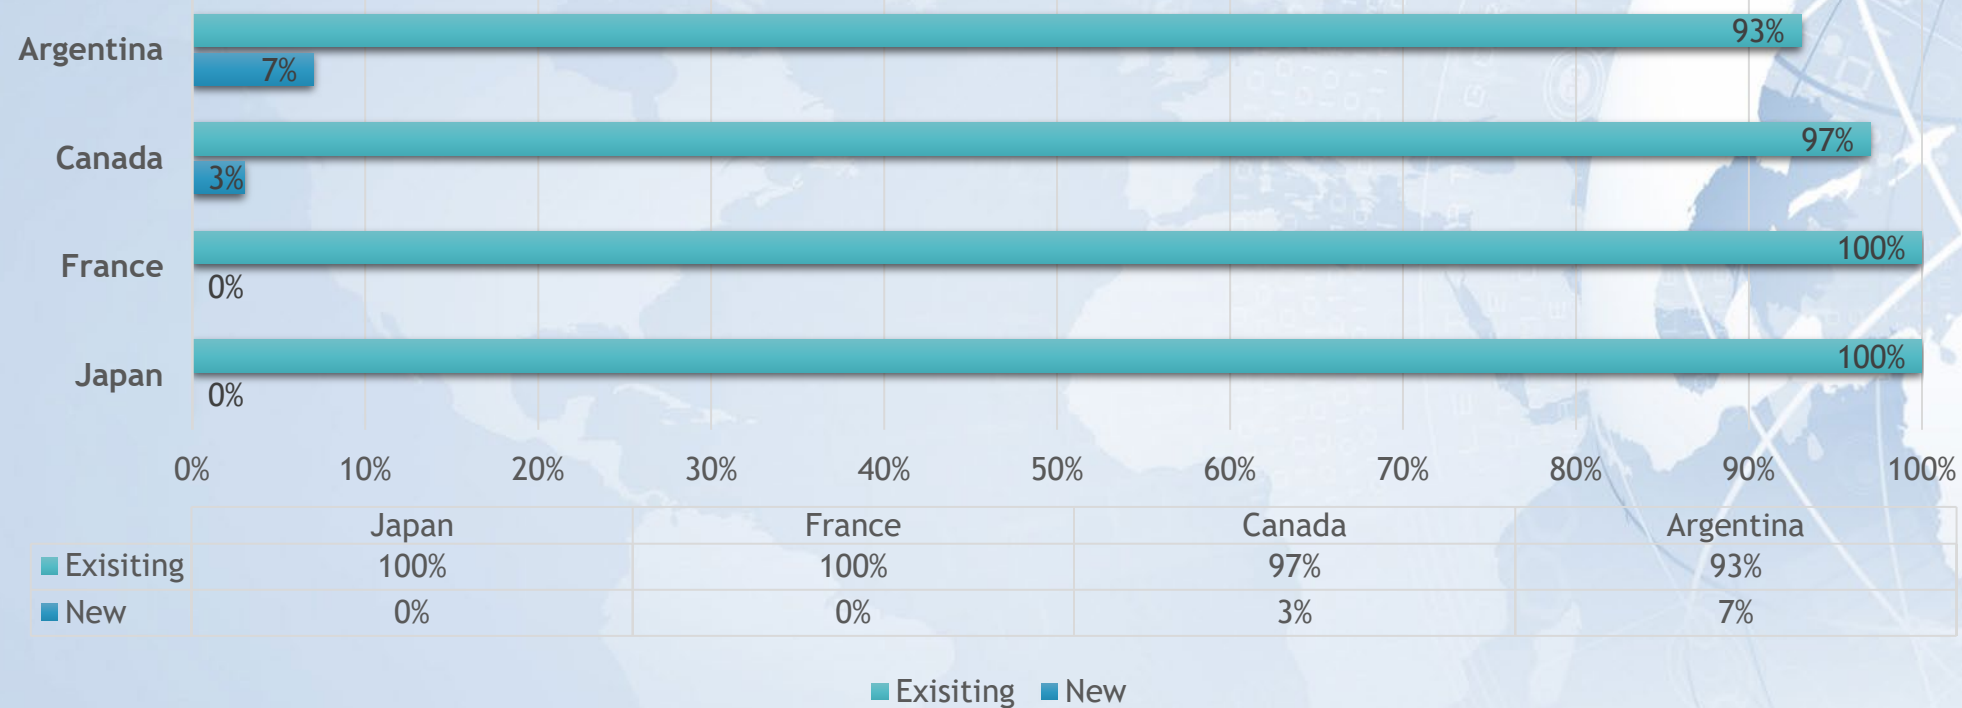 Argentina 93%
7%
Canada 97%
3%
France 100%
0%
Japan 100%
0%
0% 10% 20% 30% 40% 50% 60% 70% 80% 90% 100%
Japan France Canada Argentina
Exisiting 100% 100% 97% 93%
New 0% 0% 3% 7%
Exisiting New